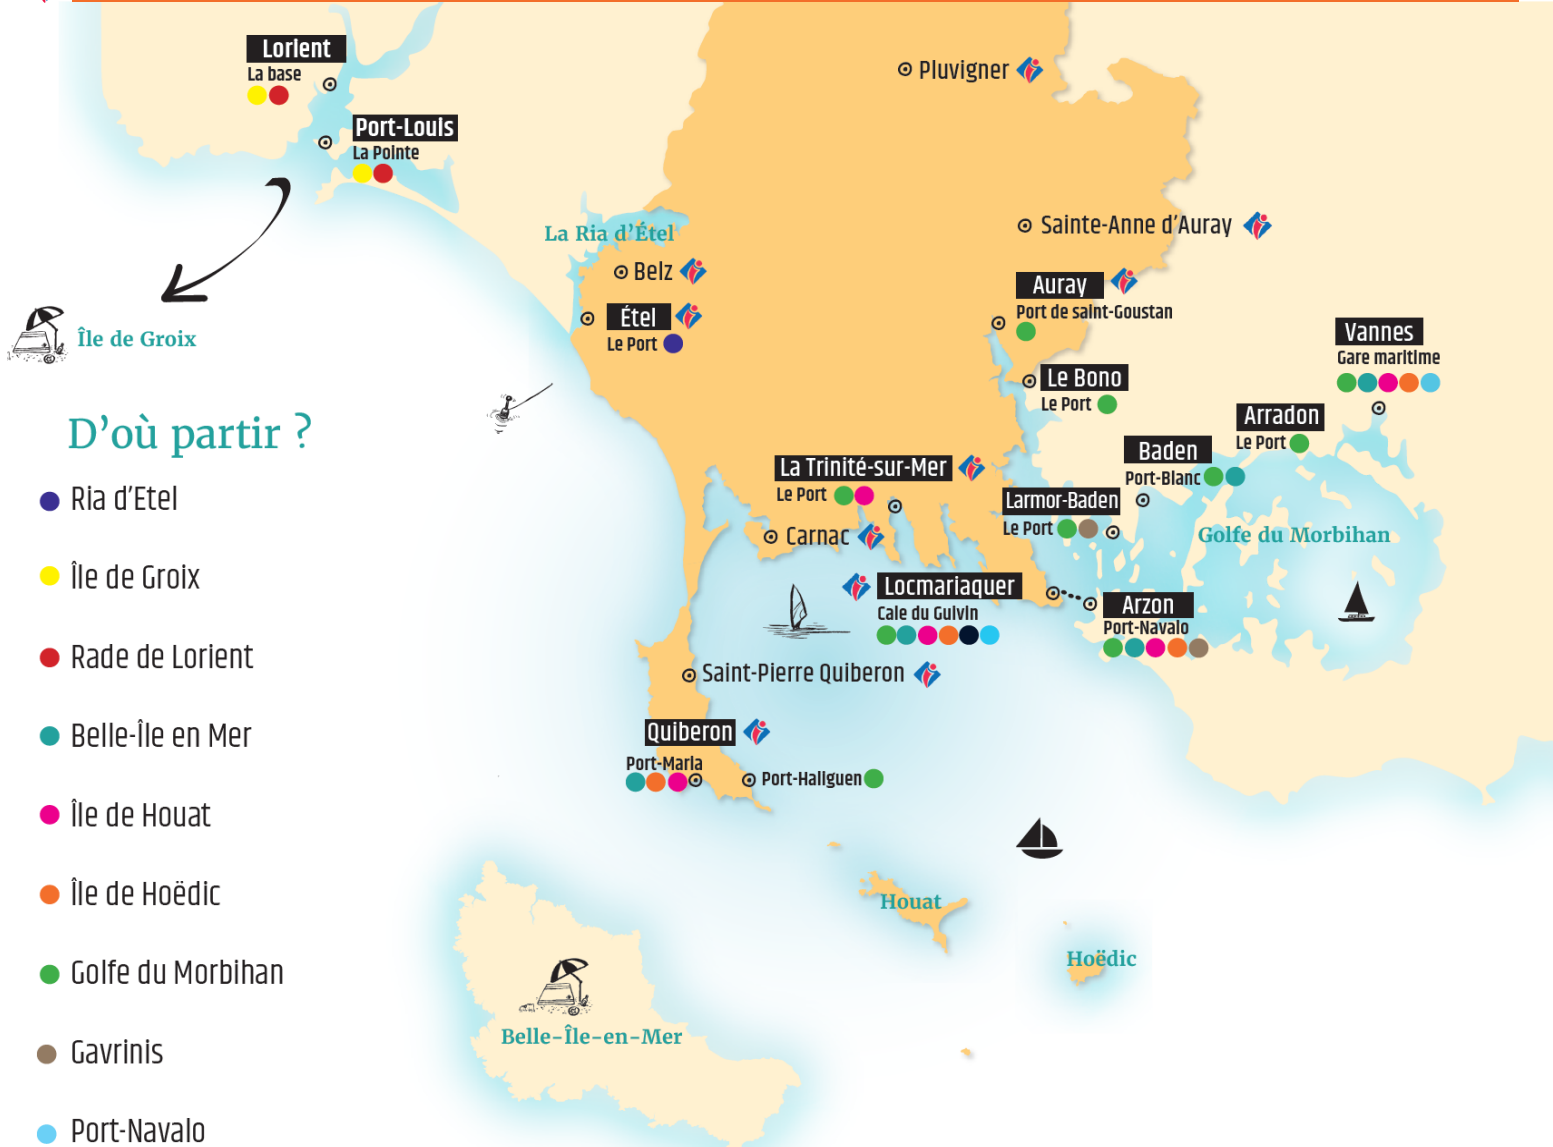 Lorient
La base
Port-Louis
La Pointe
Pluvigner
Sainte-Anne d'Auray
La Ria d'Étel
Belz
Étel
Le Port
Auray
Port de saint-Goustan
Vannes
Gare maritime
Île de Groix
Le Bono
Le Port
Arradon
Le Port
Baden
Port-Blanc
La Trinité-sur-Mer
Le Port
Larmor-Baden
Le Port
Golfe du Morbihan
Carnac
Locmariaquer
Cale du Guivin
Arzon
Port-Navalo
Saint-Pierre Quiberon
Quiberon
Port-Maria
Port-Haliguen
Houat
Hoëdic
Belle-Île-en-Mer
D'où partir ?
Ria d'Etel
Île de Groix
Rade de Lorient
Belle-Île en Mer
Île de Houat
Île de Hoëdic
Golfe du Morbihan
Gavrinis
Port-Navalo